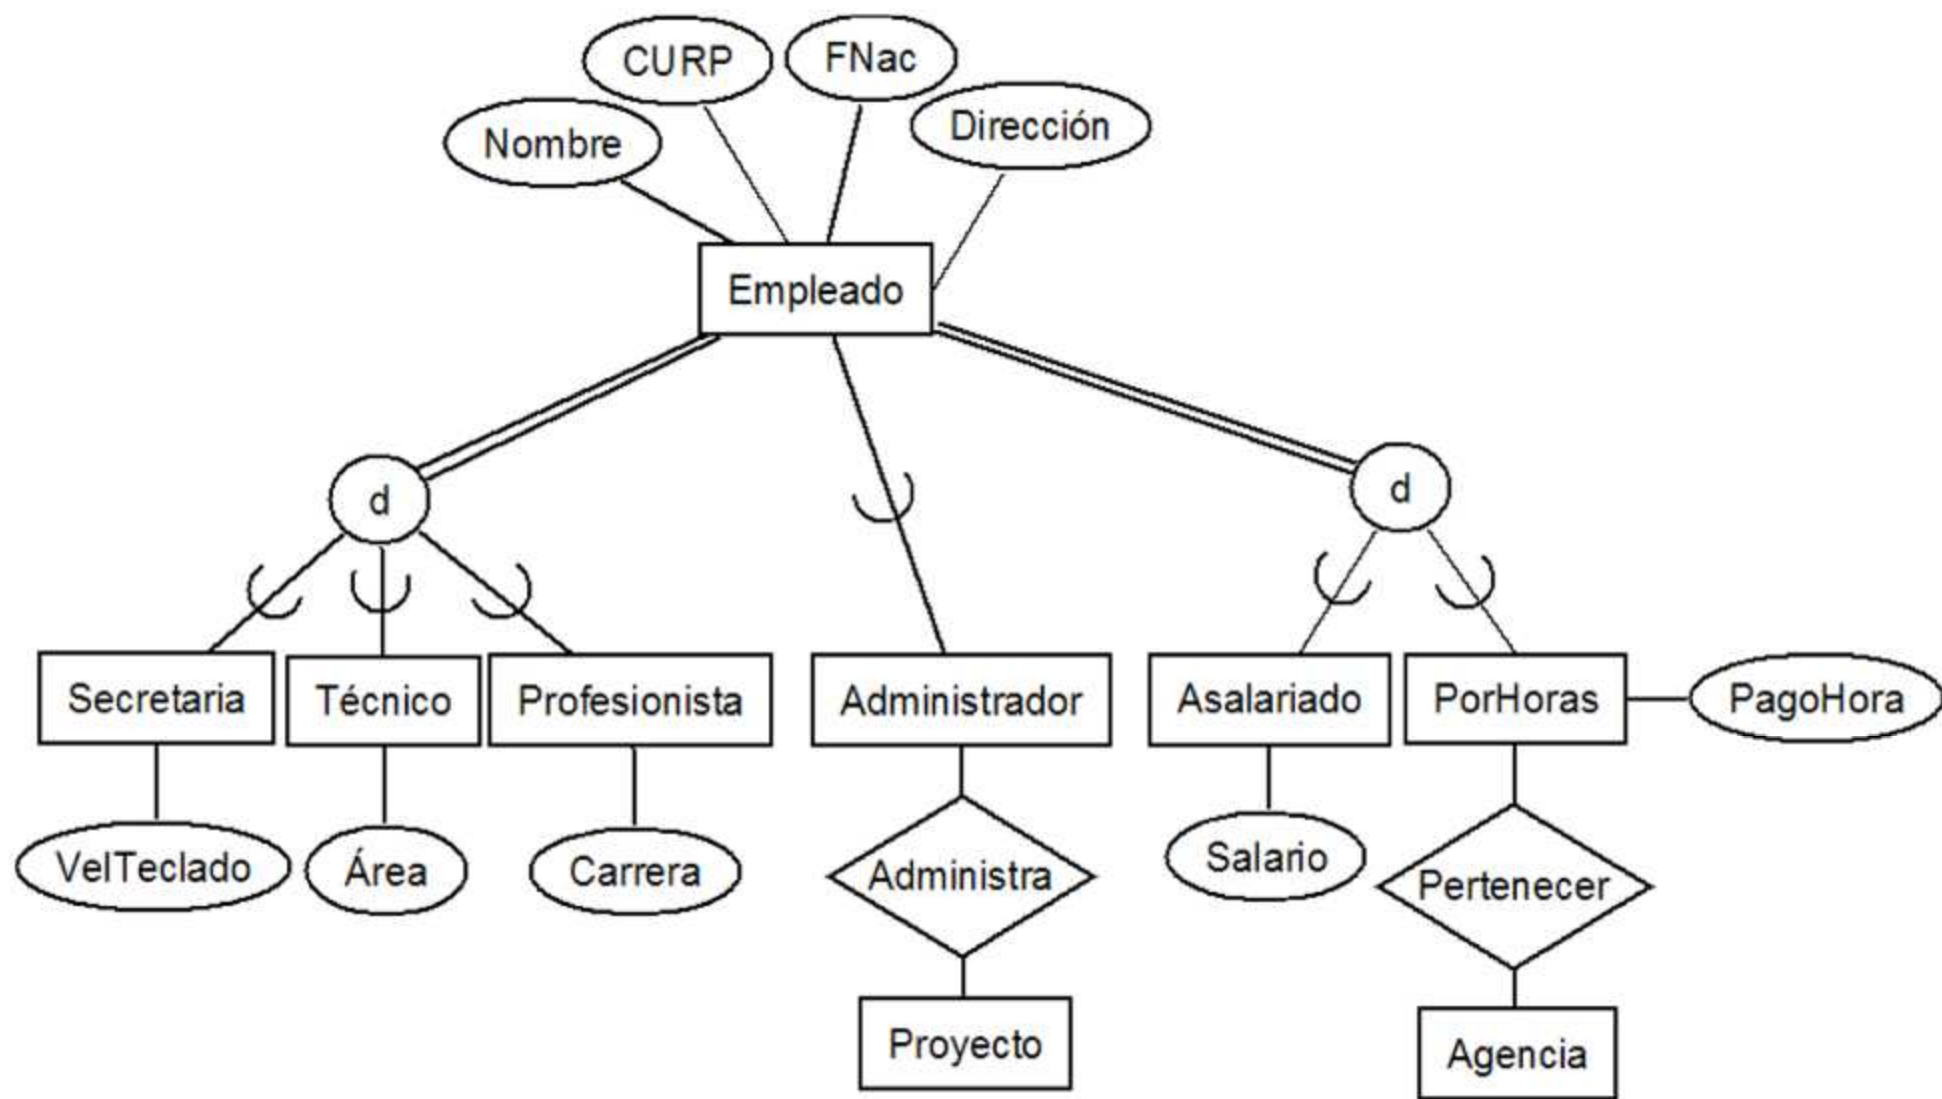 CURP
FNac
Nombre
Dirección
Empleado
d
d
Secretaria
Técnico
Profesionista
Administrador
Asalariado
PorHoras
PagoHora
VelTeclado
Área
Carrera
Administra
Salario
Pertenecer
Proyecto
Agencia